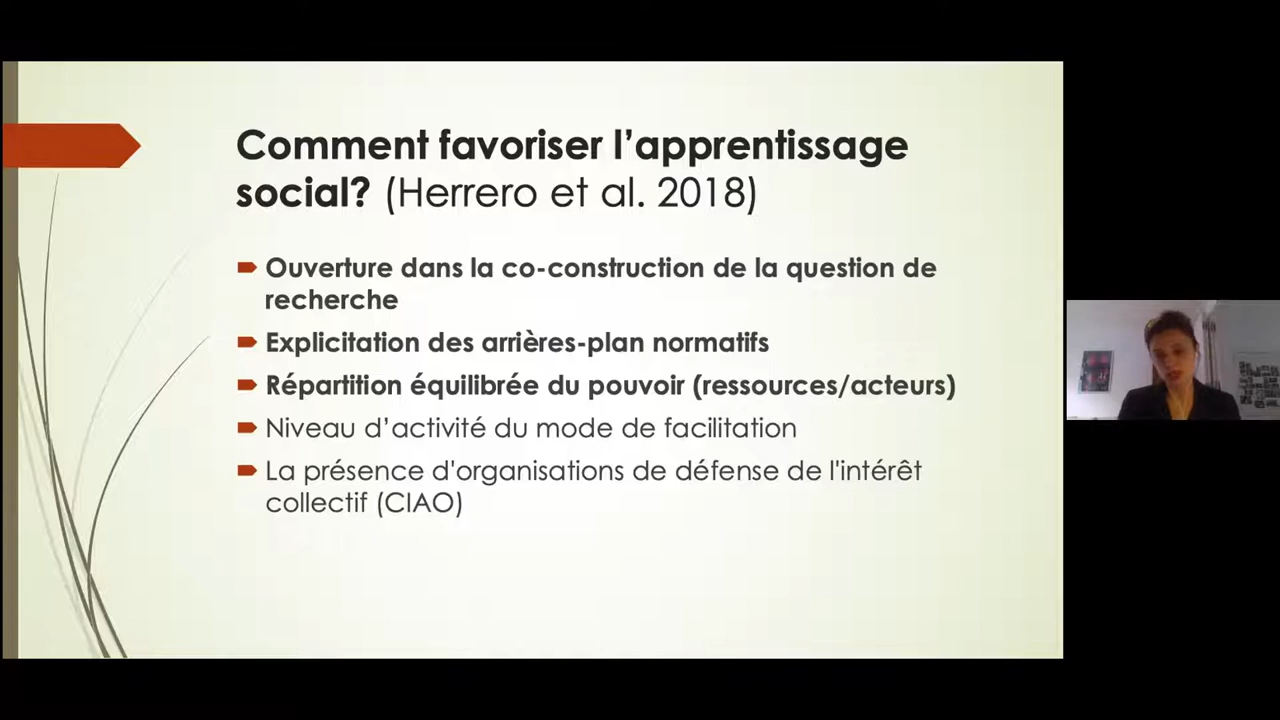 Comment favoriser l’apprentissage
social? (Herrero et al. 2018)
Ouverture dans la co-construction de la question de
recherche
Explicitation des arrières-plan normatifs
Répartition équilibrée du pouvoir (ressources/acteurs)
Niveau d’activité du mode de facilitation
La présence d'organisations de défense de l'intérêt
collectif (CIAO)